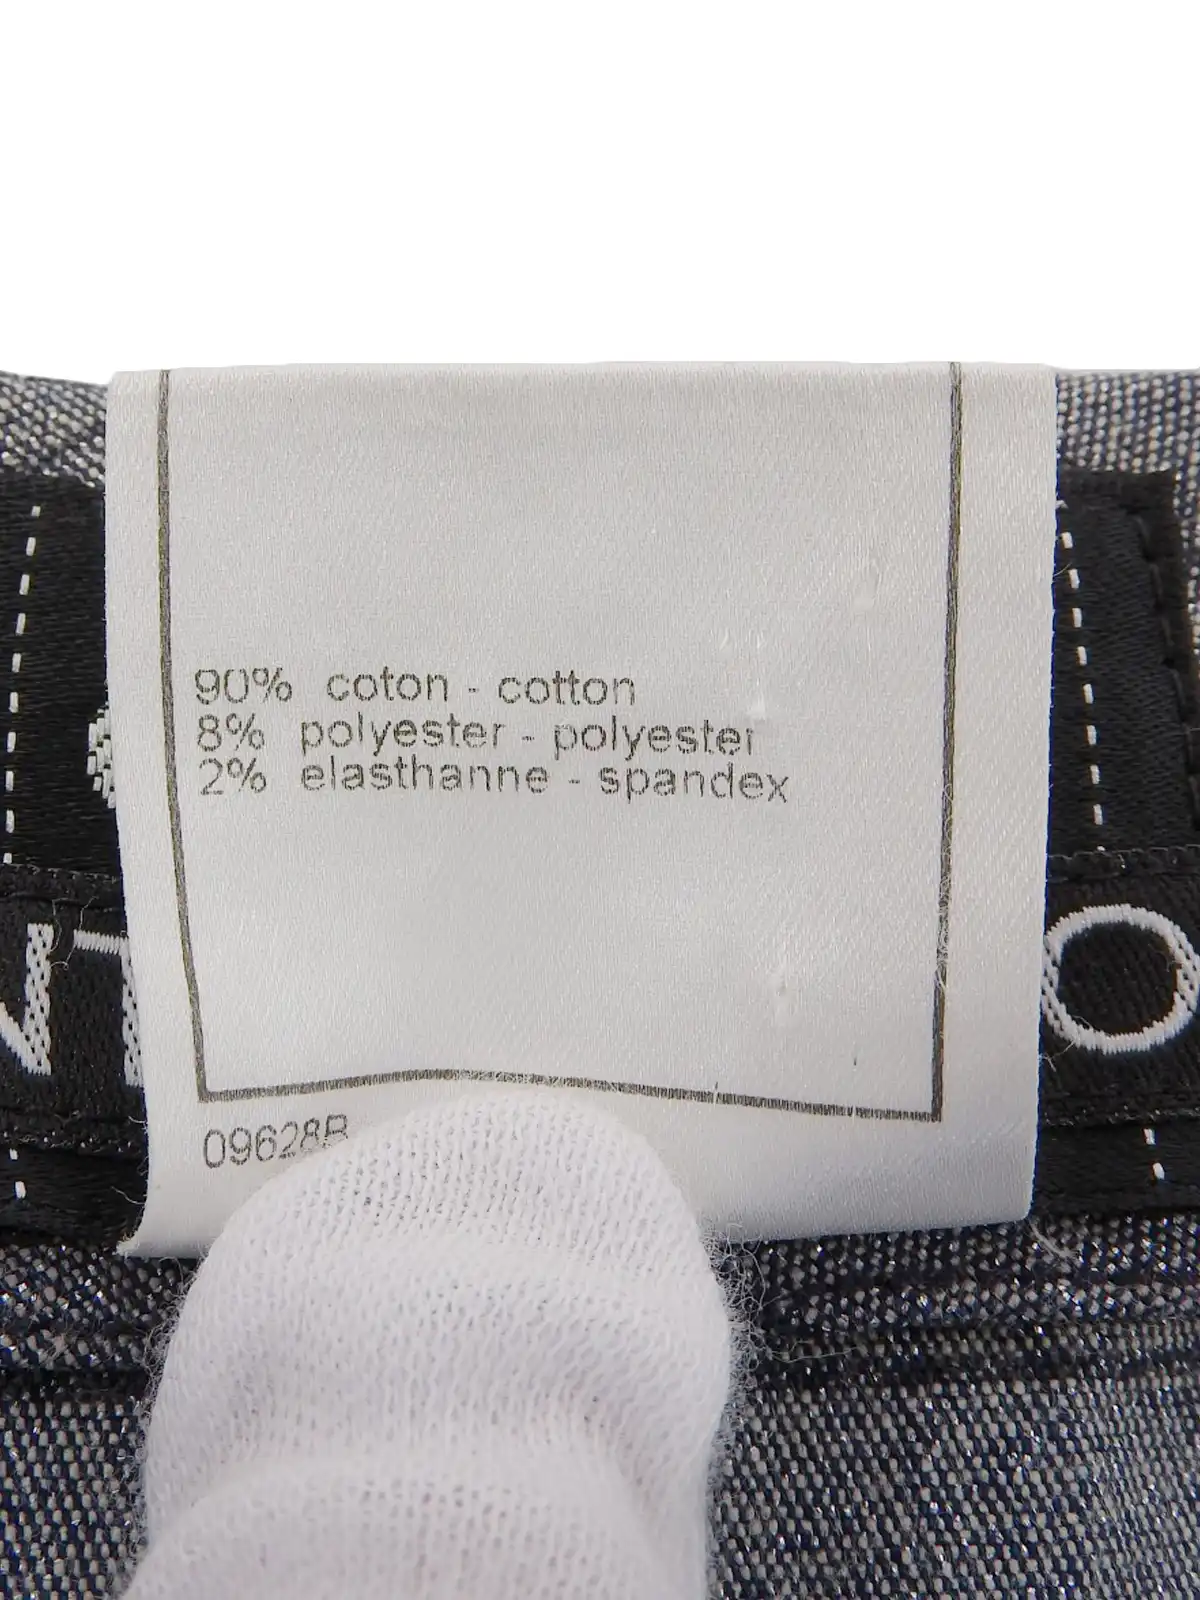 90% coton - cotton
8% polyester - polyester
2% elasthanne - spandex
09628B